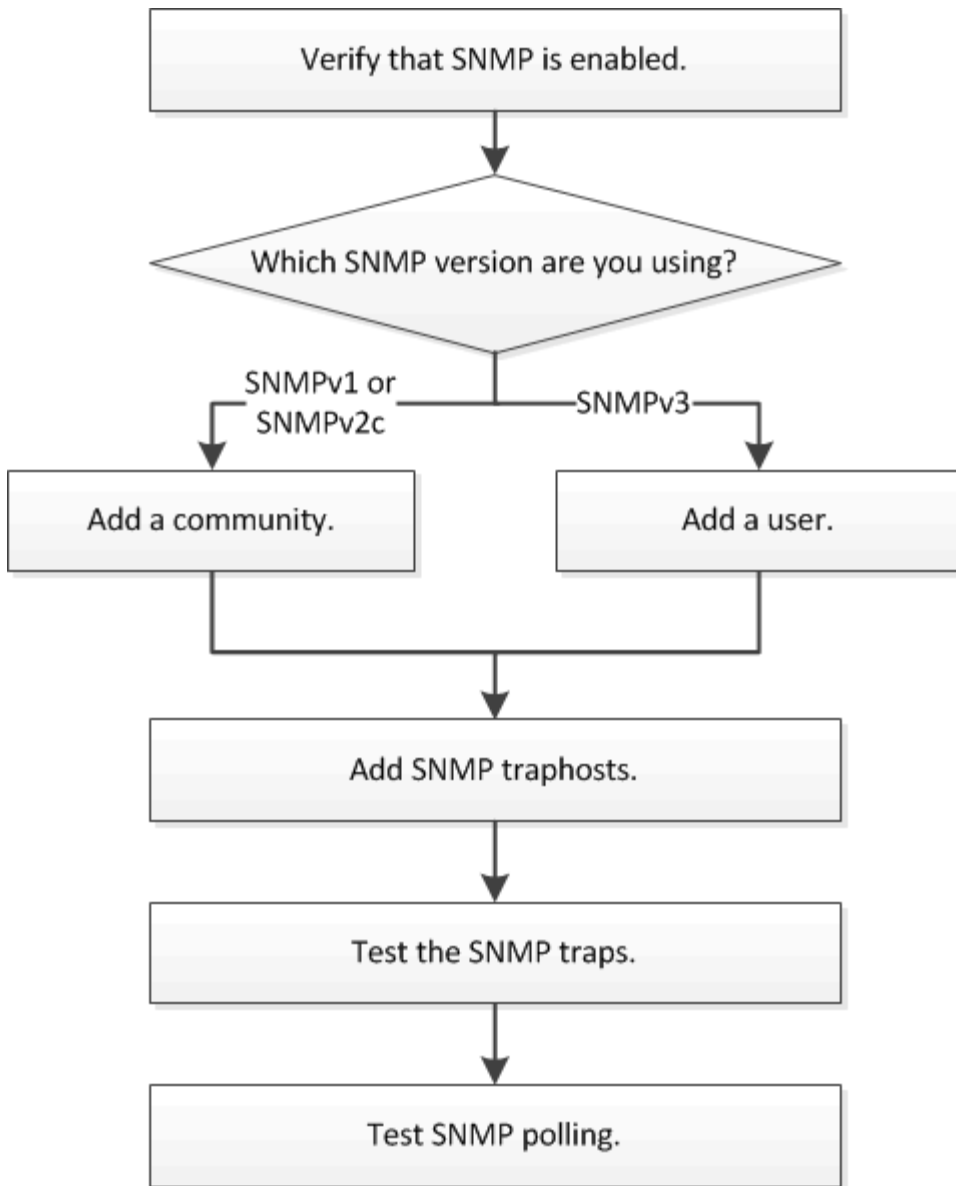 Verify that SNMP is enabled.
Which SNMP version are you using?
SNMPv1 or
SNMPv2c
SNMPv3
Add a community.
Add a user.
Add SNMP traphosts.
Test the SNMP traps.
Test SNMP polling.